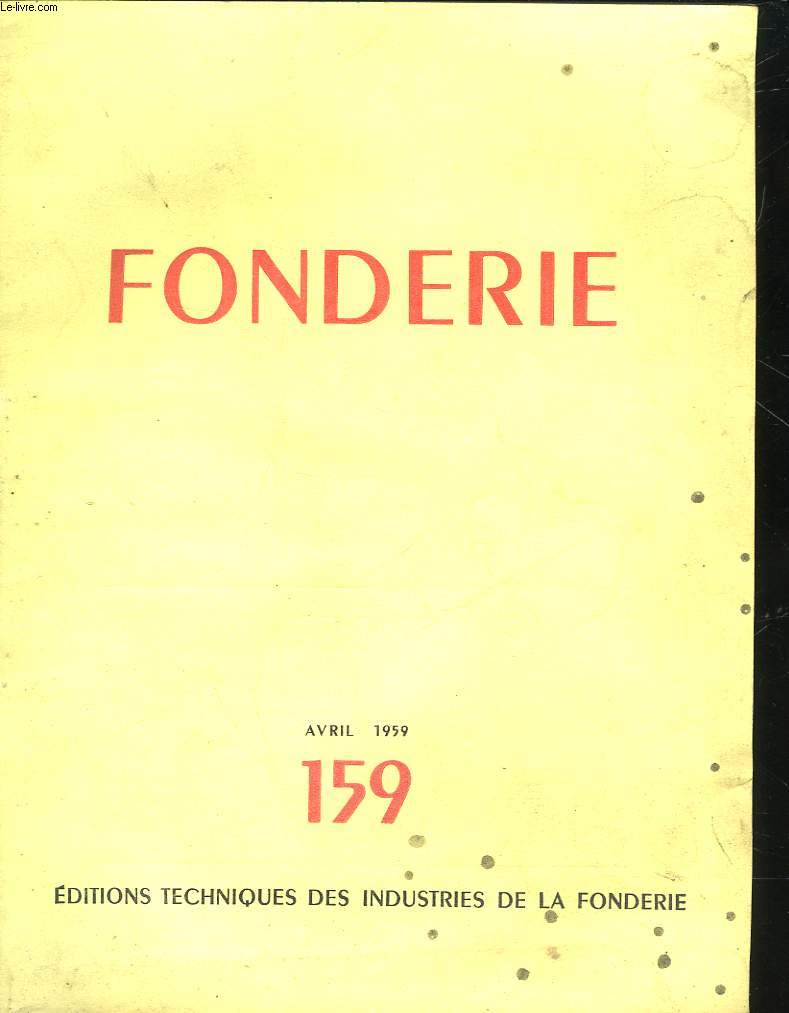 Le-livre.com
FONDERIE
AVRIL 1959
159
ÉDITIONS TECHNIQUES DES INDUSTRIES DE LA FONDERIE